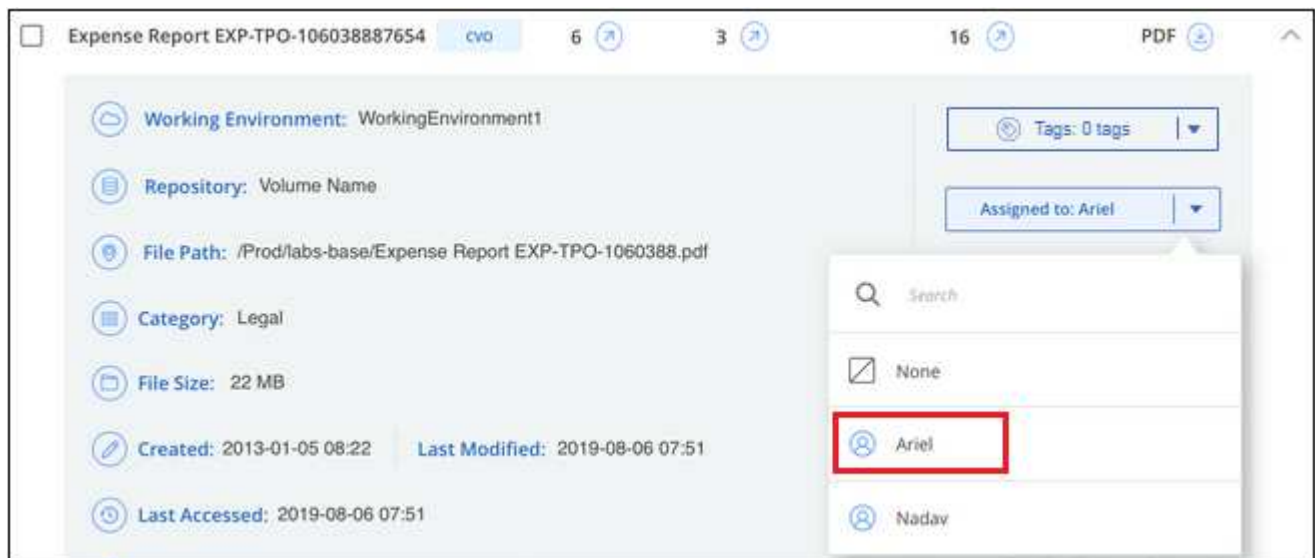 Expense Report EXP-TPO-106038887654 CVO 6 3 16 PDF
Working Environment: WorkingEnvironment1
Tags: 0 tags
Repository: Volume Name
Assigned to: Ariel
File Path: /Prod/labs-base/Expense Report EXP-TPO-1060388.pdf
Search
Category: Legal
None
File Size: 22 MB
Ariel
Created: 2013-01-05 08:22 Last Modified: 2019-08-06 07:51
Nadav
Last Accessed: 2019-08-06 07:51